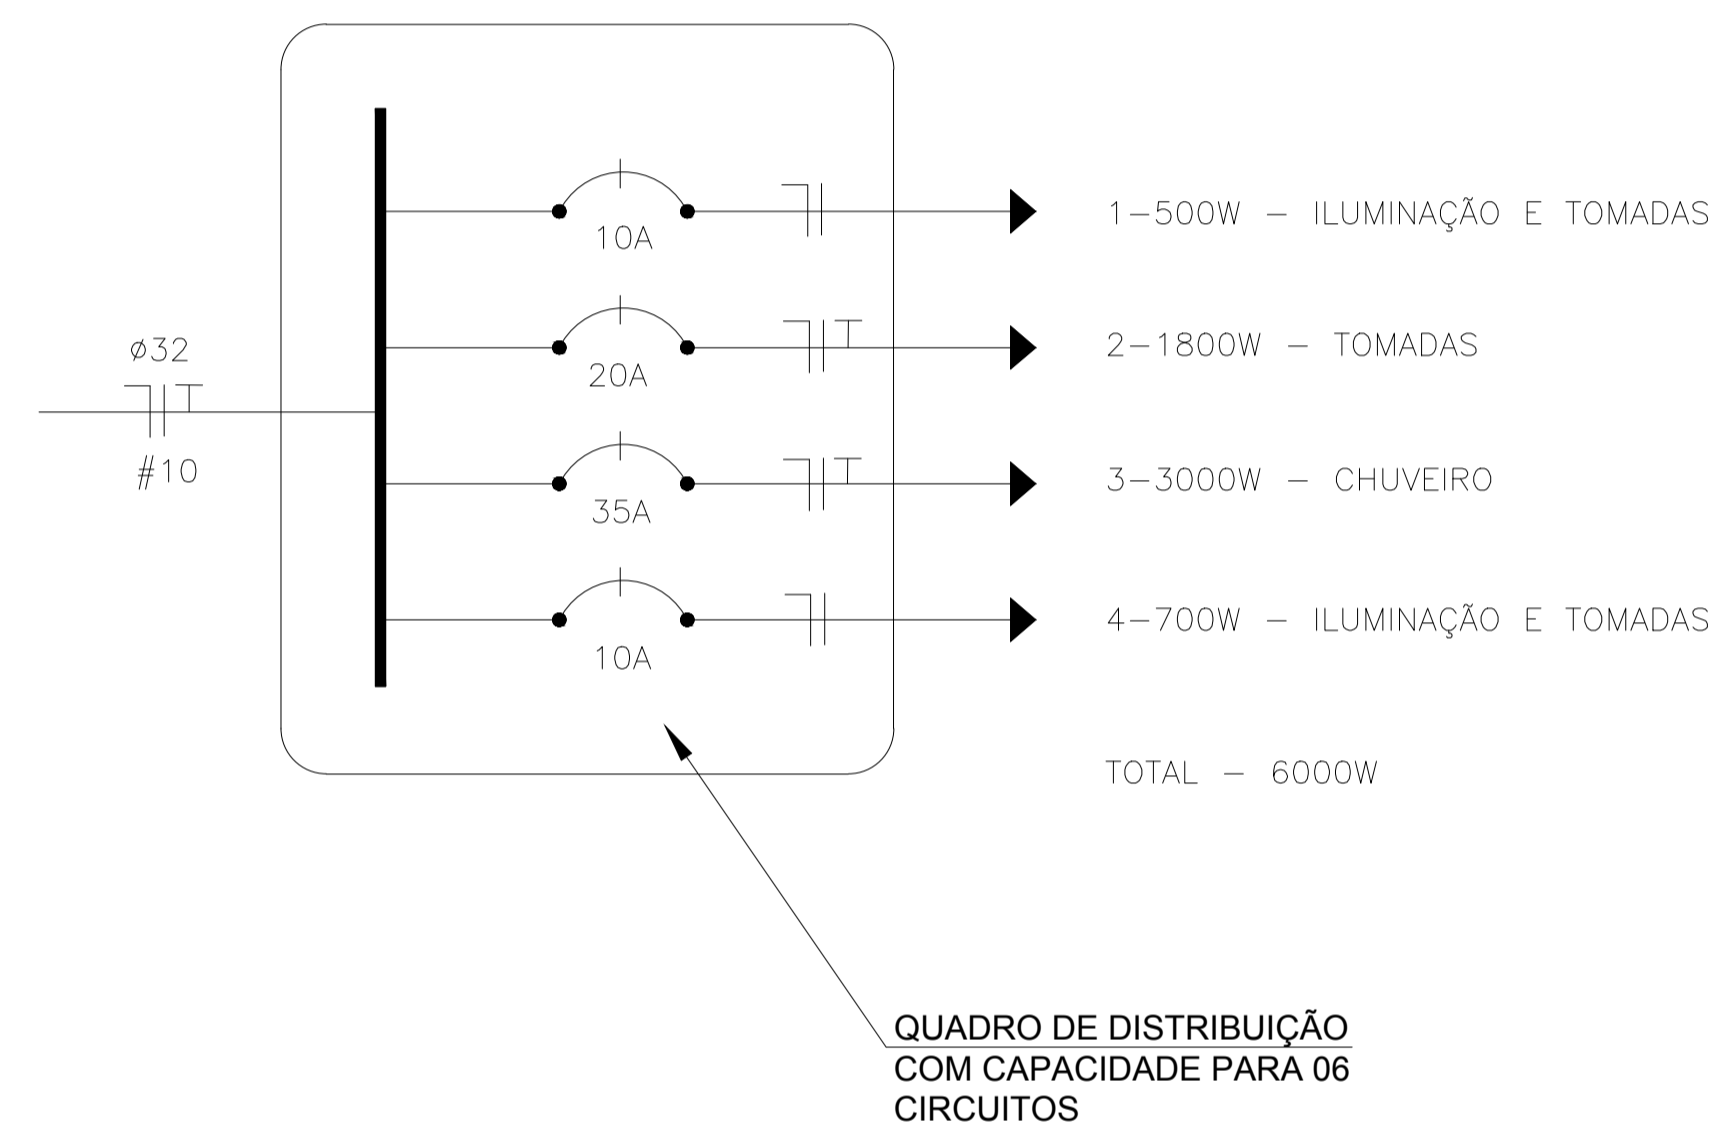 10A
1-500W - ILUMINAÇÃO E TOMADAS
ø32
20A
2-1800W - TOMADAS
#10
35A
3-3000W - CHUVEIRO
10A
4-700W - ILUMINAÇÃO E TOMADAS
TOTAL - 6000W
QUADRO DE DISTRIBUIÇÃO
COM CAPACIDADE PARA 06
CIRCUITOS